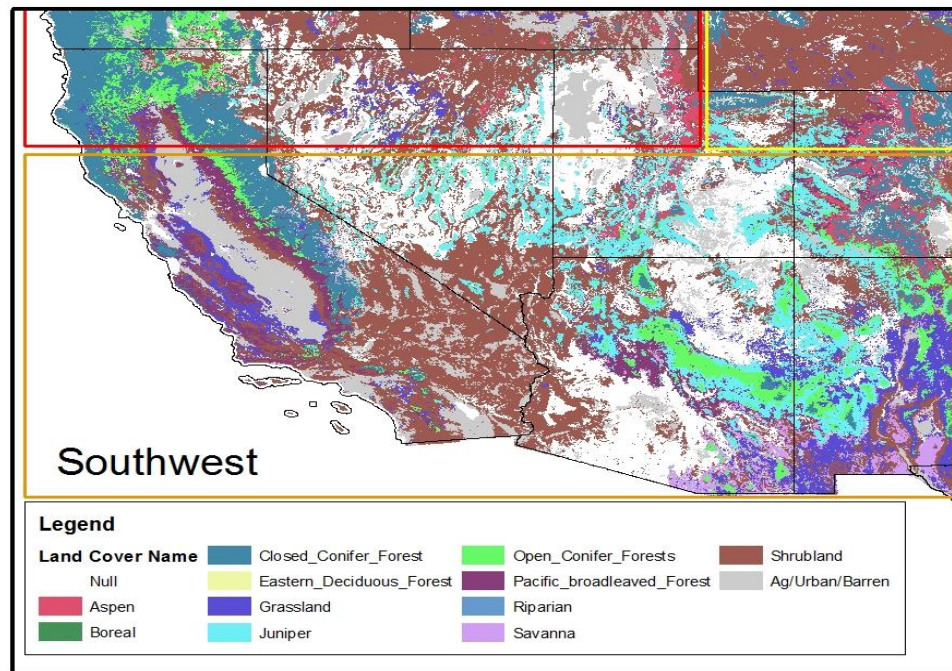 Southwest
Legend
Land Cover Name
Null
Aspen
Boreal
Closed_Conifer_Forest
Eastern_Deciduous_Forest
Grassland
Juniper
Open_Conifer_Forests
Pacific_broadleaved_Forest
Riparian
Savanna
Shrubland
Ag/Urban/Barren